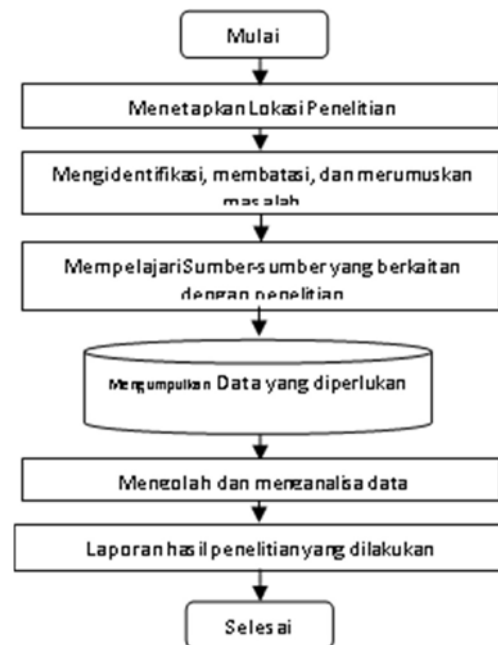 Mulai
Menetapkan Lokasi Penelitian
Mengidentifikasi, membatasi, dan merumuskan
masalah
Mempelajari Sumber-sumber yang berkaitan
dengan penelitian
Mengumpulkan Data yang diperlukan
Mengolah dan menganalisa data
Laporan hasil penelitian yang dilakukan
Selesai